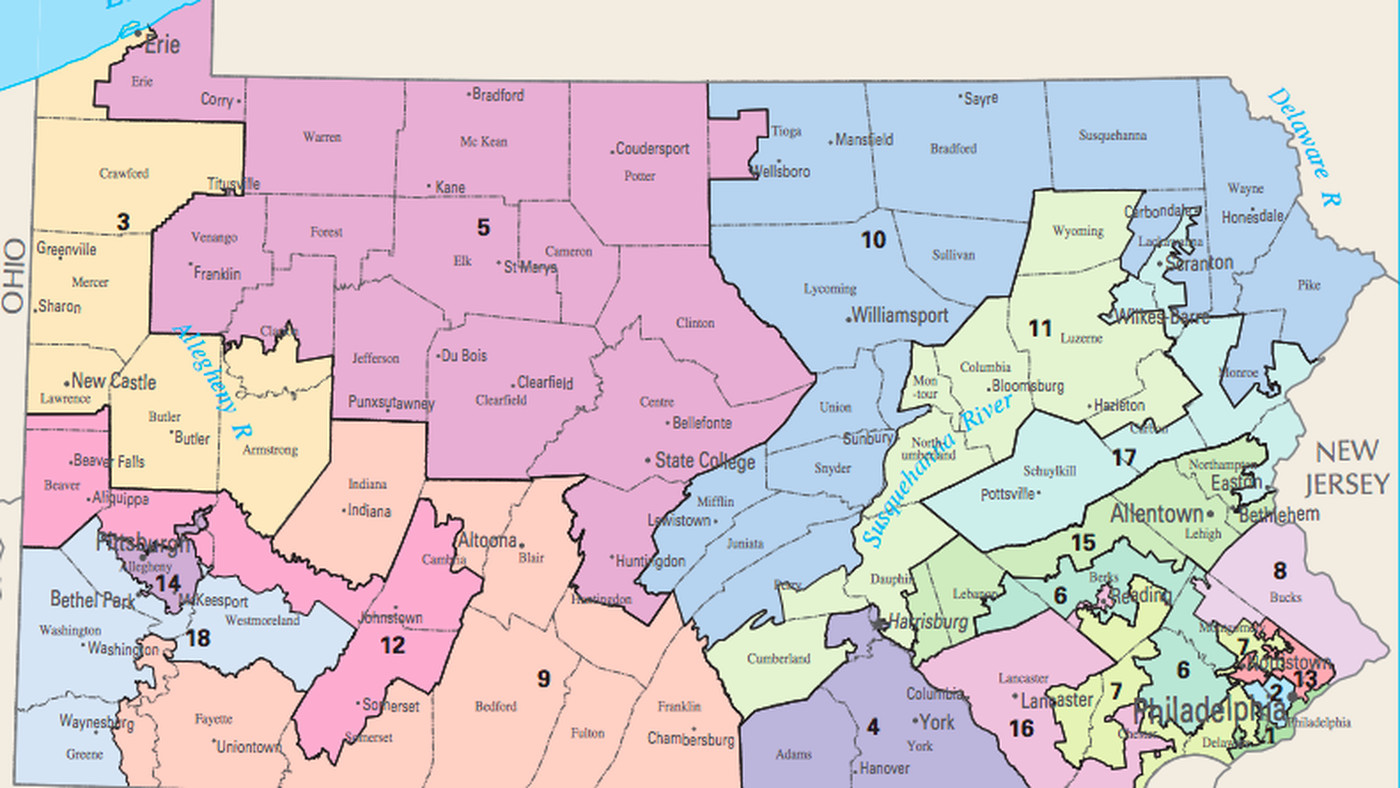 Erie
Erie
Corry
Bradford
Sayre
Delaware R
Warren
Mc Kean
Coudersport
Tioga
Mansfield
Bradford
Susquehanna
Crawford
Titusville
Kane
Potter
Wellsboro
Wayne
Honesdale
3
Venango
Forest
5
Elk
St Marys
Cameron
10
Sullivan
Wyoming
Carbondale
Lackawanna
Scranton
OHIO
Greenville
Mercer
Franklin
Sharon
Lycoming
Williamsport
Pike
Clarion
Clinton
11
Luzerne
Wilkes-Barre
Allegheny R
Jefferson
Du Bois
Clearfield
Clearfield
Columbia
Bloomsburg
Monroe
New Castle
Lawrence
Butler
Butler
Punxsutawney
Centre
Bellefonte
Union
Mon
-tour
Hazleton
Carbon
Armstrong
State College
Sunbury
North-
umberland
Susquehanna River
17
NEW
JERSEY
Beaver Falls
Beaver
Aliquippa
Indiana
Indiana
Snyder
Schuylkill
Pottsville
Northampton
Easton
Mifflin
Lewistown
Allentown
Bethlehem
Lehigh
Pittsburgh
Allegheny
14
Altoona
Blair
Cambria
Juniata
15
Huntingdon
Huntingdon
Perry
Dauphin
Lebanon
Berks
Reading
6
8
Bucks
Bethel Park
McKeesport
Westmoreland
Johnstown
Harrisburg
Washington
Washington
18
12
Cumberland
7
Norristown
13
9
Lancaster
Lancaster
6
7
2
Waynesburg
Greene
Fayette
Uniontown
Somerset
Somerset
Bedford
Fulton
Franklin
Chambersburg
Columbia
York
York
4
Adams
Hanover
16
Philadelphia
Philadelphia
Chester
1